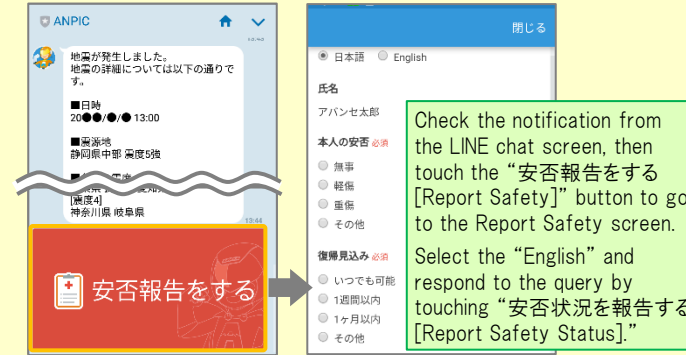 ANPIC
地震が発生しました。
地震の詳細については以下の通りで
す。
■日時
20●●/●/● 13:00
■震源地
静岡県中部 震度5強
[震度4]
神奈川県 岐阜県
13:44
安否報告をする
閉じる
日本語 English
氏名
アバンセ太郎
本人の安否 必須
無事
軽傷
重傷
その他
復帰見込み 必須
いつでも可能
1週間以内
1ヶ月以内
その他
Check the notification from
the LINE chat screen, then
touch the “安否報告をする
[Report Safety]” button to go
to the Report Safety screen.
Select the “English” and
respond to the query by
touching “安否状況を報告する
[Report Safety Status].”